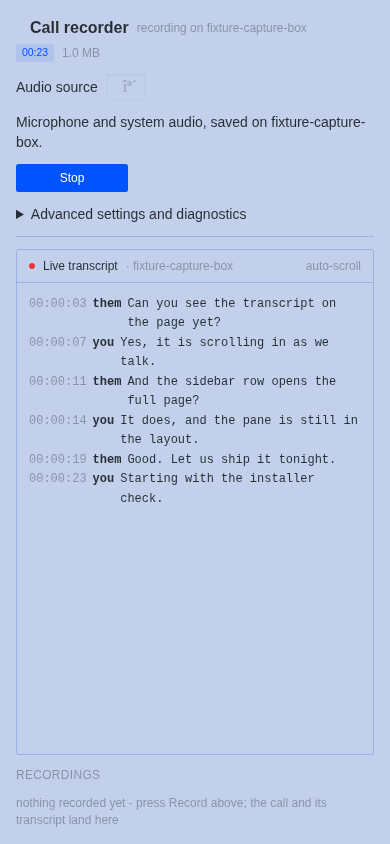 Call recorder recording on fixture-capture-box
00:23 1.0 MB
Audio source
Microphone and system audio, saved on fixture-capture-
box.
Stop
Advanced settings and diagnostics
Live transcript · fixture-capture-box auto-scroll
00:00:03 them Can you see the transcript on
the page yet?
00:00:07 you Yes, it is scrolling in as we
talk.
00:00:11 them And the sidebar row opens the
full page?
00:00:14 you It does, and the pane is still in
the layout.
00:00:19 them Good. Let us ship it tonight.
00:00:23 you Starting with the installer
check.
RECORDINGS
nothing recorded yet - press Record above; the call and its
transcript land here